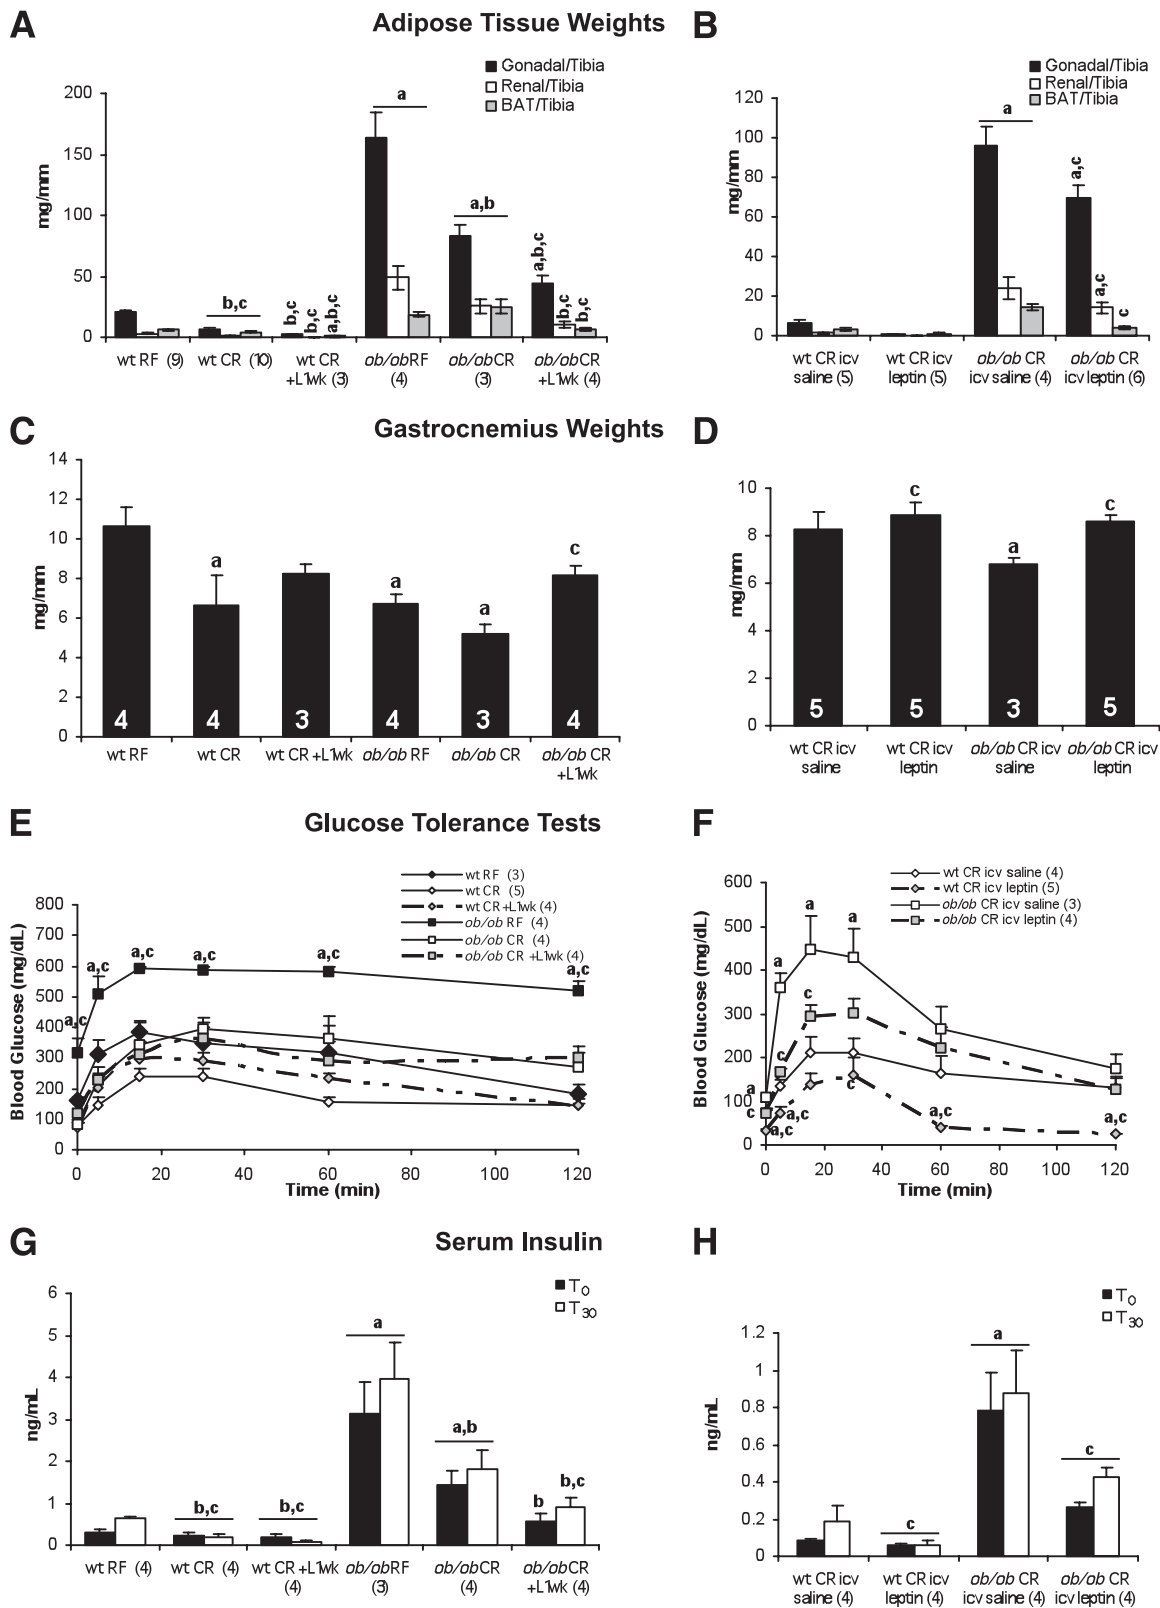 A
Adipose Tissue Weights
B
Gonadal/Tibia
Renal/Tibia
BAT/Tibia
200
150
100
50
0
mg/mm
b,c
b,c
b,c
a,b,c
a
a,b
a,b,c
b,c
b,c
wt RF (9)
wt CR (10)
wt CR
+L1wk (3)
ob/ob RF
(4)
ob/ob CR
(3)
ob/ob CR
+L1wk (4)
Gonadal/Tibia
Renal/Tibia
BAT/Tibia
120
100
80
60
40
20
0
mg/mm
a
a,c
a,c
c
wt CR icv
saline (5)
wt CR icv
leptin (5)
ob/ob CR
icv saline (4)
ob/ob CR
icv leptin (6)
C
Gastrocnemius Weights
D
14
12
10
8
6
4
2
0
mg/mm
a
a
a
c
4
4
3
4
3
4
wt RF
wt CR
wt CR +L1wk
ob/ob RF
ob/ob CR
ob/ob CR
+L1wk
10
8
6
4
2
0
mg/mm
c
a
c
5
5
3
5
wt CR icv
saline
wt CR icv
leptin
ob/ob CR icv
saline
ob/ob CR icv
leptin
E
Glucose Tolerance Tests
F
wt RF (3)
wt CR (5)
wt CR+L1wk (4)
ob/ob RF (4)
ob/ob CR (4)
ob/ob CR +L1wk (4)
800
700
600
500
400
300
200
100
0
Blood Glucose (mg/dL)
a,c
a,c
a,c
a,c
a,c
a,c
0
20
40
60
80
100
120
Time (min)
wt CR icv saline (4)
wt CR icv leptin (5)
ob/ob CR icv saline (3)
ob/ob CR icv leptin (4)
600
500
400
300
200
100
0
Blood Glucose (mg/dL)
a
a
a
c
c
a
c
a,c
a,c
c
a,c
a,c
0
20
40
60
80
100
120
Time (min)
G
Serum Insulin
H
T0
T30
6
5
4
3
2
1
0
ng/mL
b,c
b,c
a
a,b
b
b,c
wt RF (4)
wt CR (4)
wt CR +L1wk
(4)
ob/ob RF
(3)
ob/ob CR
(4)
ob/ob CR
+L1wk (4)
T0
T30
1.2
1
0.8
0.6
0.4
0.2
0
ng/mL
c
a
c
wt CR icv
saline (4)
wt CR icv
leptin (4)
ob/ob CR
icv saline (4)
ob/ob CR
icv leptin (4)